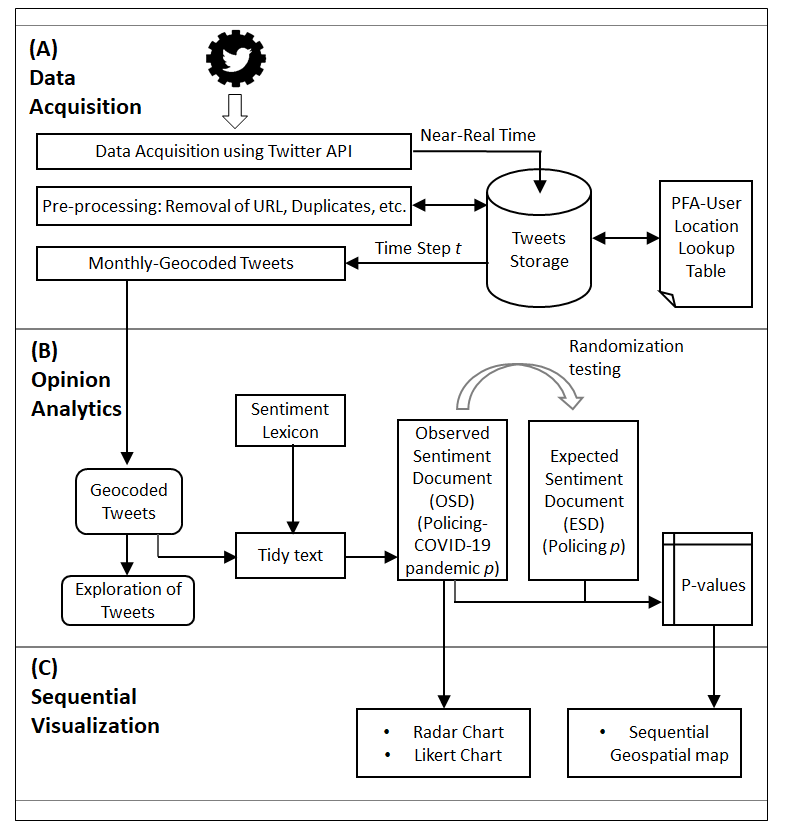 (A)
Data
Acquisition
Data Acquisition using Twitter API
Near-Real Time
Pre-processing: Removal of URL, Duplicates, etc.
Tweets
Storage
PFA-User
Location
Lookup
Table
Time Step t
Monthly-Geocoded Tweets
(B)
Opinion
Analytics
Randomization
testing
Sentiment
Lexicon
Observed
Sentiment
Document
(OSD)
(Policing-
COVID-19
pandemic p)
Expected
Sentiment
Document
(ESD)
(Policing p)
Geocoded
Tweets
Tidy text
Exploration of
Tweets
P-values
(C)
Sequential
Visualization
• Radar Chart
• Likert Chart
• Sequential
Geospatial map